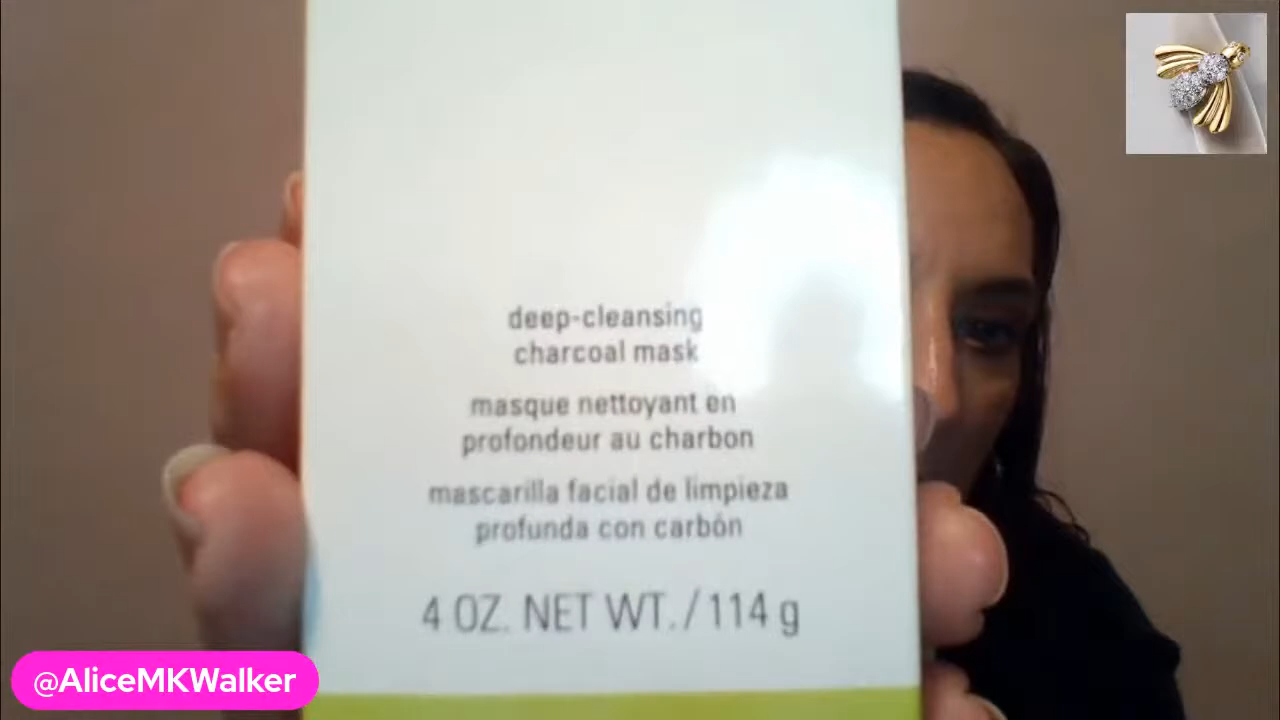 deep-cleansing
charcoal mask
masque nettoyant en
profondeur au charbon
mascarilla facial de limpieza
profunda con carbón
4 OZ. NET WT. / 114 g
@AliceMKWalker